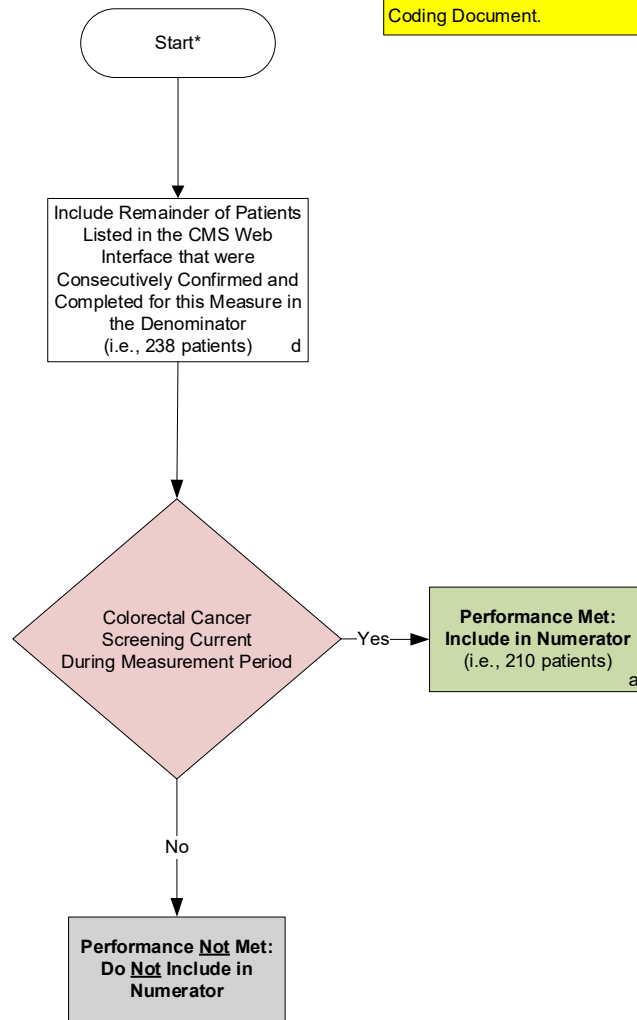 Coding Document.
Start*
Include Remainder of Patients
Listed in the CMS Web
Interface that were
Consecutively Confirmed and
Completed for this Measure in
the Denominator
(i.e., 238 patients) d
Colorectal Cancer
Screening Current
During Measurement Period
Yes
Performance Met:
Include in Numerator
(i.e., 210 patients)
a
No
Performance Not Met:
Do Not Include in
Numerator